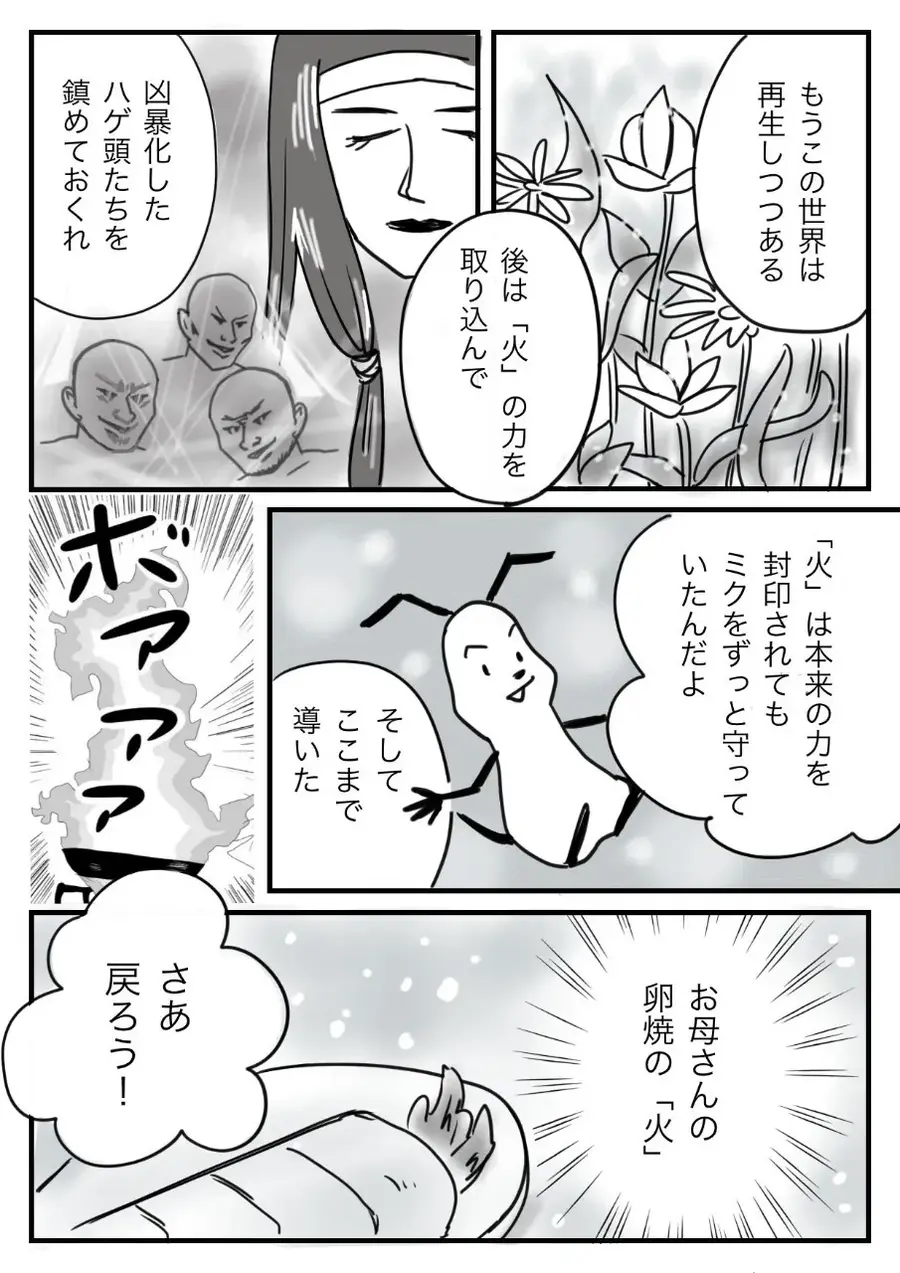 もうこの世界は
再生しつつある
後は「火」の力を
取り込んで
凶暴化した
ハゲ頭たちを
鎮めておくれ
「火」は本来の力を
封印されても
ミクをずっと守って
いたんだよ
そして
ここまで
導いた
ボァァァ
お母さんの
卵焼の「火」
さあ
戻ろう!